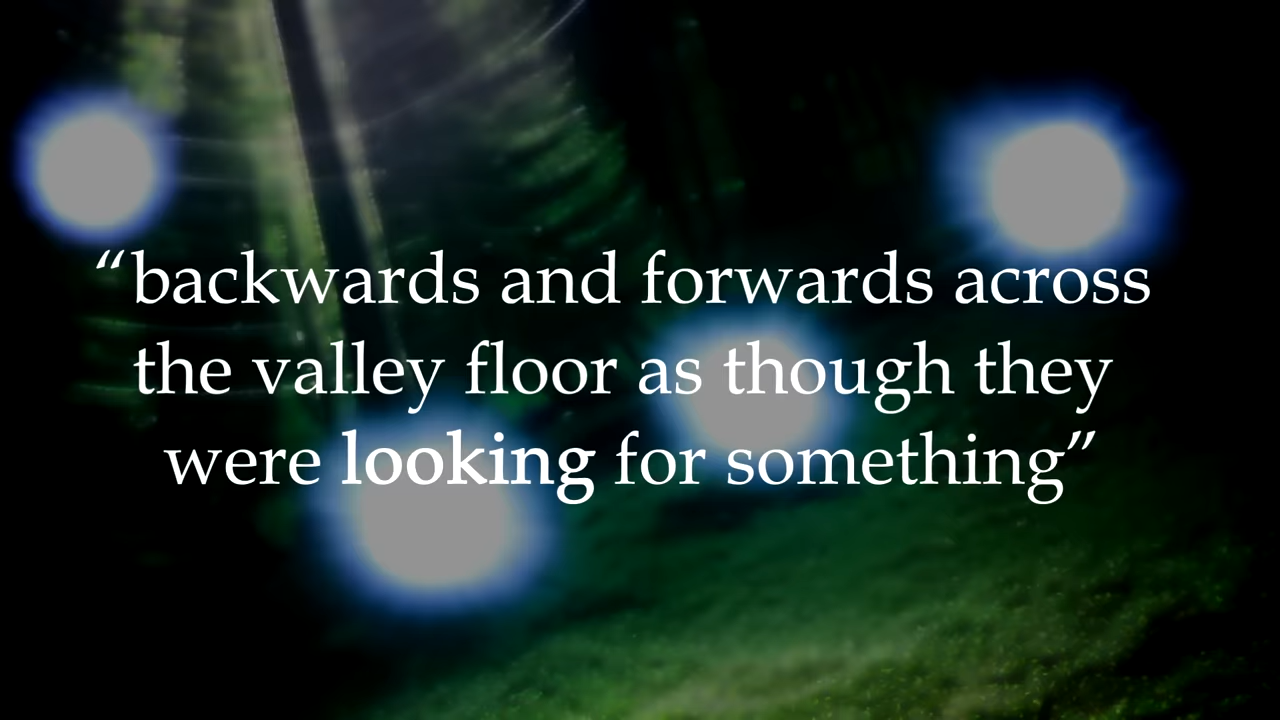 “backwards and forwards across
the valley floor as though they
were looking for something”